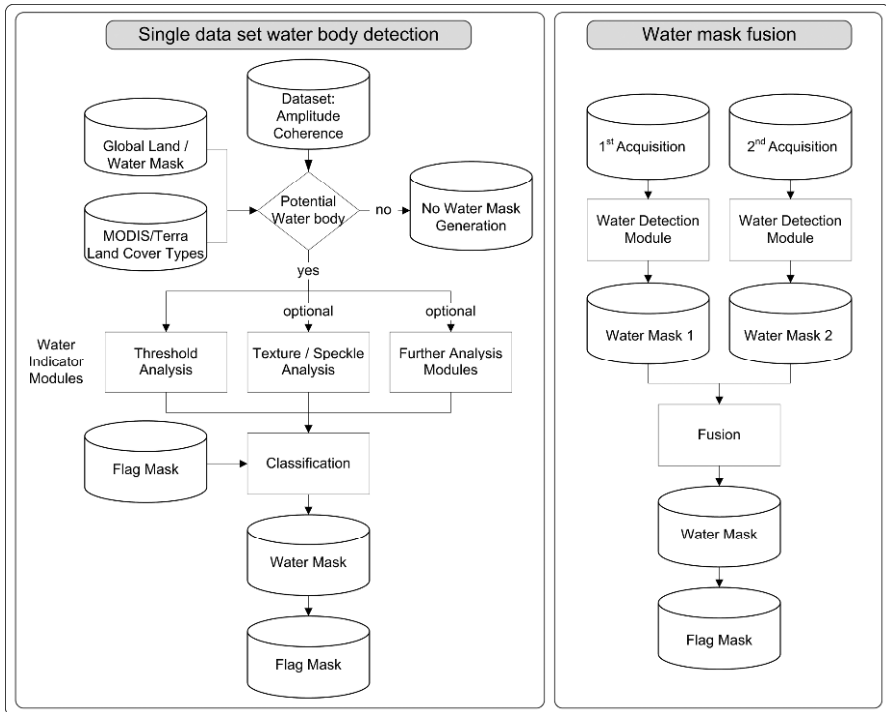 Single data set water body detection
Dataset:
Amplitude
Coherence
Global Land /
Water Mask
MODIS/Terra
Land Cover Types
Potential
Water body
no
No Water Mask
Generation
yes
optional
optional
Water
Indicator
Modules
Threshold
Analysis
Texture / Speckle
Analysis
Further Analysis
Modules
Flag Mask
Classification
Water Mask
Flag Mask
Water mask fusion
1st Acquisition
2nd Acquisition
Water Detection
Module
Water Detection
Module
Water Mask 1
Water Mask 2
Fusion
Water Mask
Flag Mask